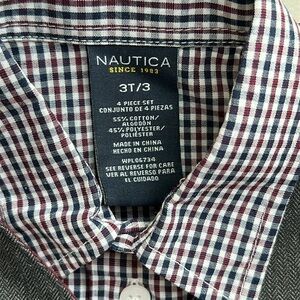 NAUTICA
SINCE 1983
3T/3
4 PIECE SET
CONJUNTO DE 4 PIEZAS
55% COTTON/
ALGODÓN
45% POLYESTER/
POLIÉSTER
MADE IN CHINA
HECHO EN CHINA
WPL06734
SEE REVERSE FOR CARE
VER AL REVERSO PARA
EL CUIDADO